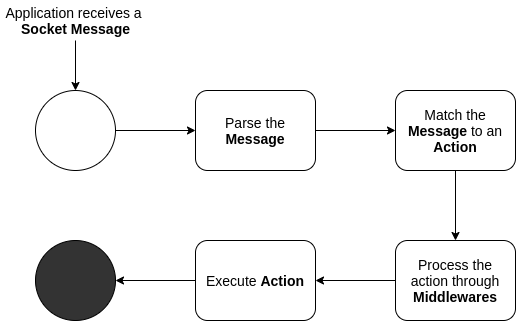 Application receives a
Socket Message
Parse the
Message
Match the
Message to an
Action
Process the
action through
Middlewares
Execute Action